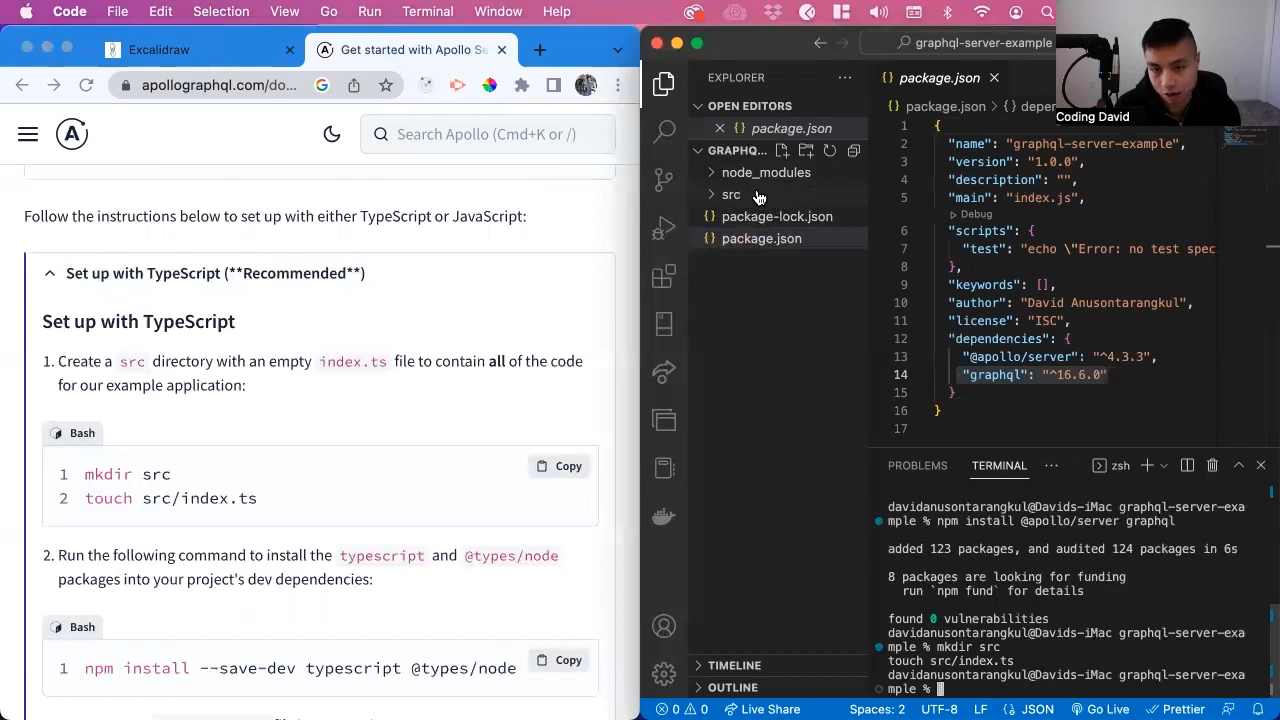 Code File Edit Selection View Go Run Terminal Window Help
Excalidraw
Get started with Apollo Se
apollographql.com/do...
Search Apollo (Cmd+K or /)
Follow the instructions below to set up with either TypeScript or JavaScript:
Set up with TypeScript (**Recommended**)
Set up with TypeScript
1. Create a src directory with an empty index.ts file to contain all of the code
for our example application:
Bash
Copy
1 mkdir src
2 touch src/index.ts
2. Run the following command to install the typescript and @types/node
packages into your project's dev dependencies:
Bash
Copy
1 npm install --save-dev typescript @types/node
graphql-server-example
Coding David
EXPLORER
OPEN EDITORS
package.json
GRAPHQ...
node_modules
src
package-lock.json
package.json
TIMELINE
OUTLINE
package.json
package.json > {} depe
1 {
2 "name": "graphql-server-example",
3 "version": "1.0.0",
4 "description": "",
5 "main": "index.js",
Debug
6 "scripts": {
7 "test": "echo \"Error: no test spec
8 },
9 "keywords": [],
10 "author": "David Anusontarangkul",
11 "license": "ISC",
12 "dependencies": {
13 "@apollo/server": "^4.3.3",
14 "graphql": "^16.6.0"
15 }
16 }
17
PROBLEMS TERMINAL ... zsh
davidanusontarangkul@Davids-iMac graphql-server-exa
mple % npm install @apollo/server graphql
added 123 packages, and audited 124 packages in 6s
8 packages are looking for funding
run `npm fund` for details
found 0 vulnerabilities
davidanusontarangkul@Davids-iMac graphql-server-exa
mple % mkdir src
touch src/index.ts
davidanusontarangkul@Davids-iMac graphql-server-exa
mple %
0 0 Live Share Spaces: 2 UTF-8 LF {} JSON Go Live Prettier